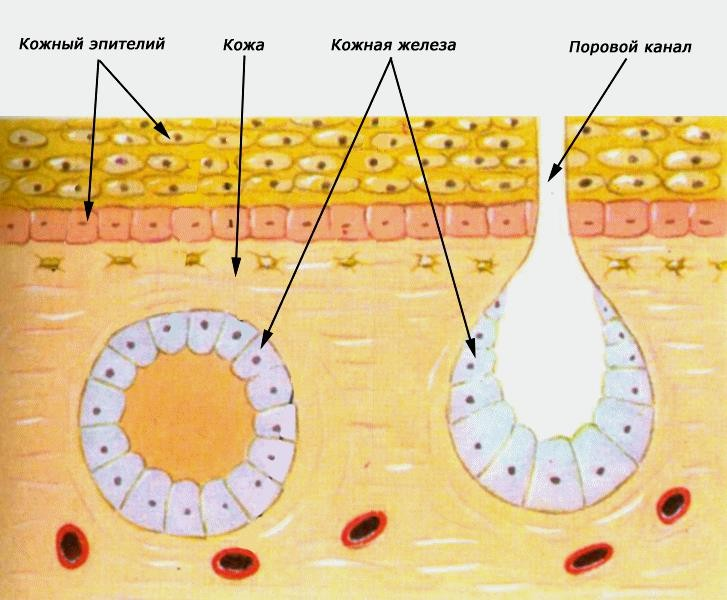 Кожный эпителий
Кожа
Кожная железа
Поровой канал